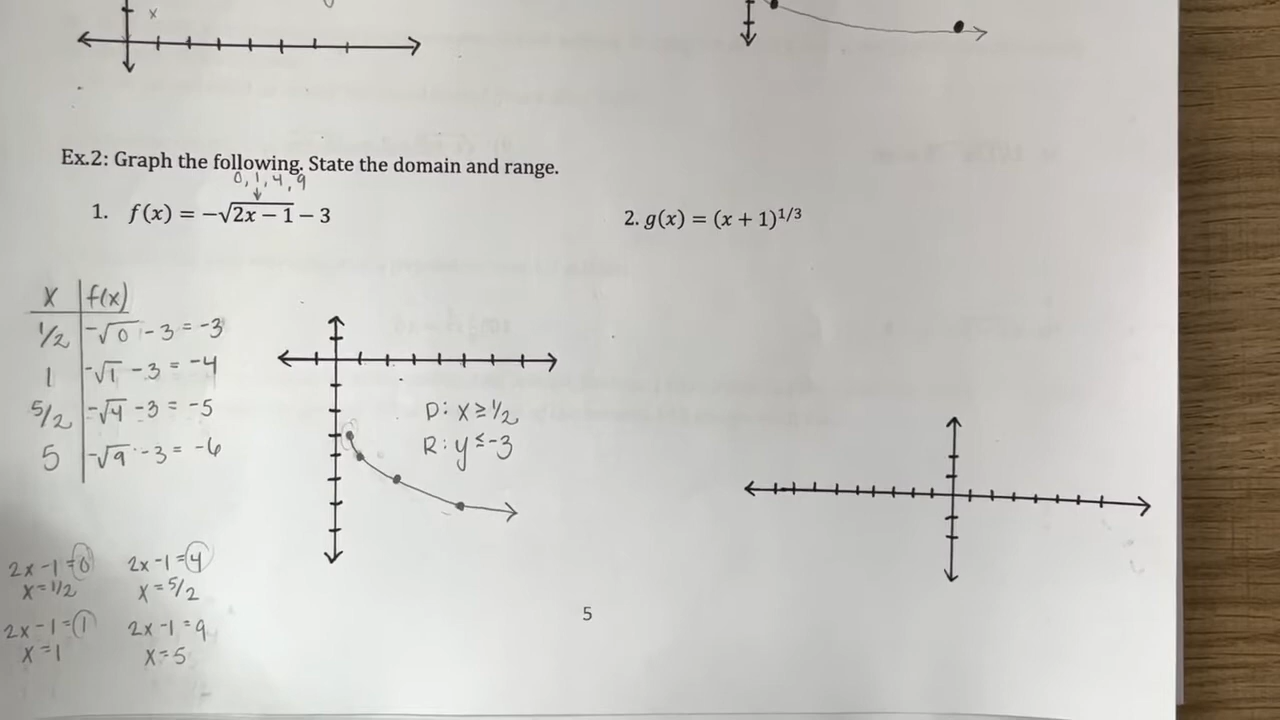 x
Ex.2: Graph the following. State the domain and range.
0, 1, 4, 9
1. f(x) = −√(2x − 1) − 3
2. g(x) = (x + 1)^{1/3}
x | f(x)
1/2 | -√0 - 3 = -3
1 | -√1 - 3 = -4
5/2 | -√4 - 3 = -5
5 | -√9 - 3 = -6
D: x ≥ 1/2
R: y ≤ -3
2x - 1 = 0
x = 1/2
2x - 1 = 4
x = 5/2
2x - 1 = 1
x = 1
2x - 1 = 9
x = 5
5